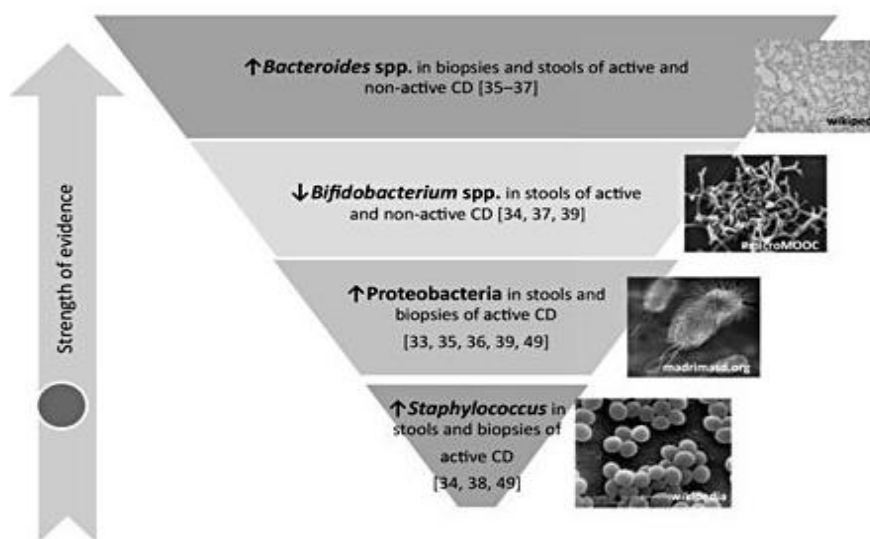 ↑Bacteroides spp. in biopsies and stools of active and
non-active CD [35–37]
wikiped
↓Bifidobacterium spp. in stools of active
and non-active CD [34, 37, 39]
#microMOOC
↑Proteobacteria in stools and
biopsies of active CD
[33, 35, 36, 39, 49]
madrimasd.org
↑Staphylococcus in
stools and biopsies of
active CD
[34, 38, 49]
wikipedia
Strength of evidence